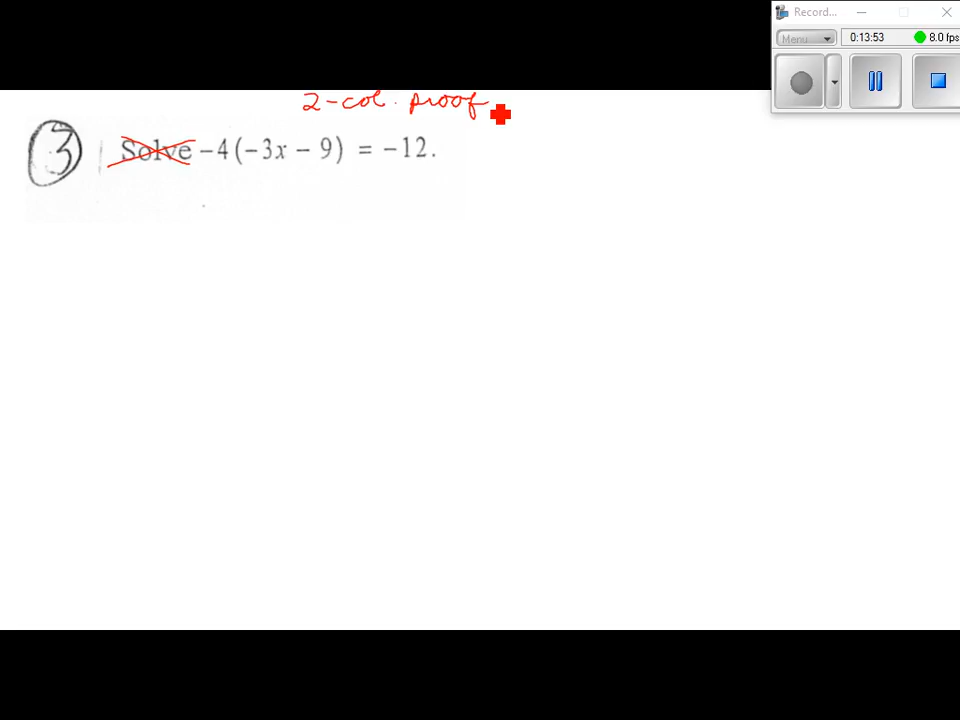 Record...
Menu
0:13:53
8.0 fps
2-col. proof
3
Solve -4(-3x - 9) = -12.